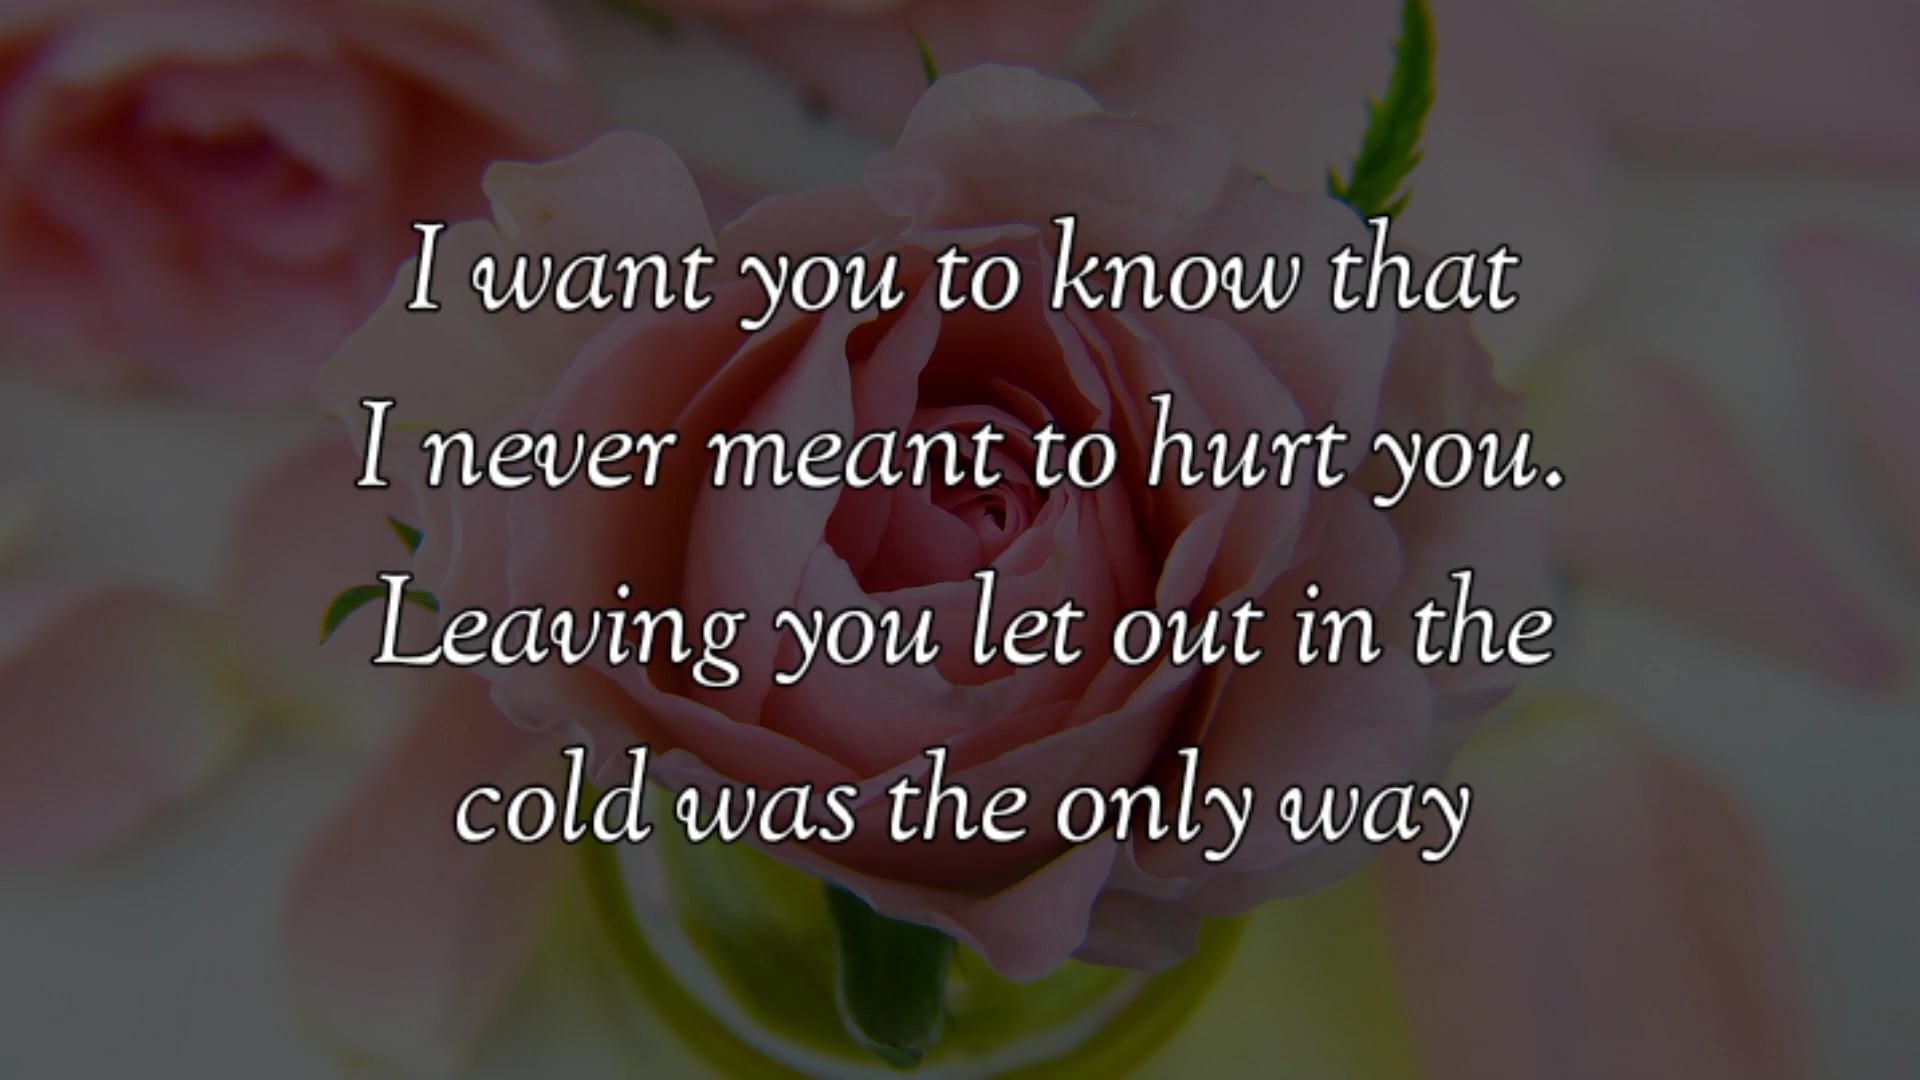 I want you to know that
I never meant to hurt you.
Leaving you let out in the
cold was the only way